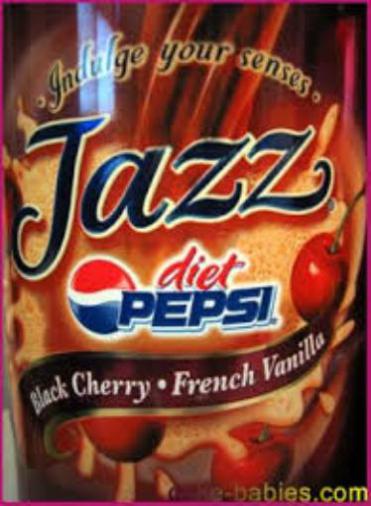 • Indulge your senses •
Jazz®
diet
PEPSI®
Black Cherry • French Vanilla
-babies.com